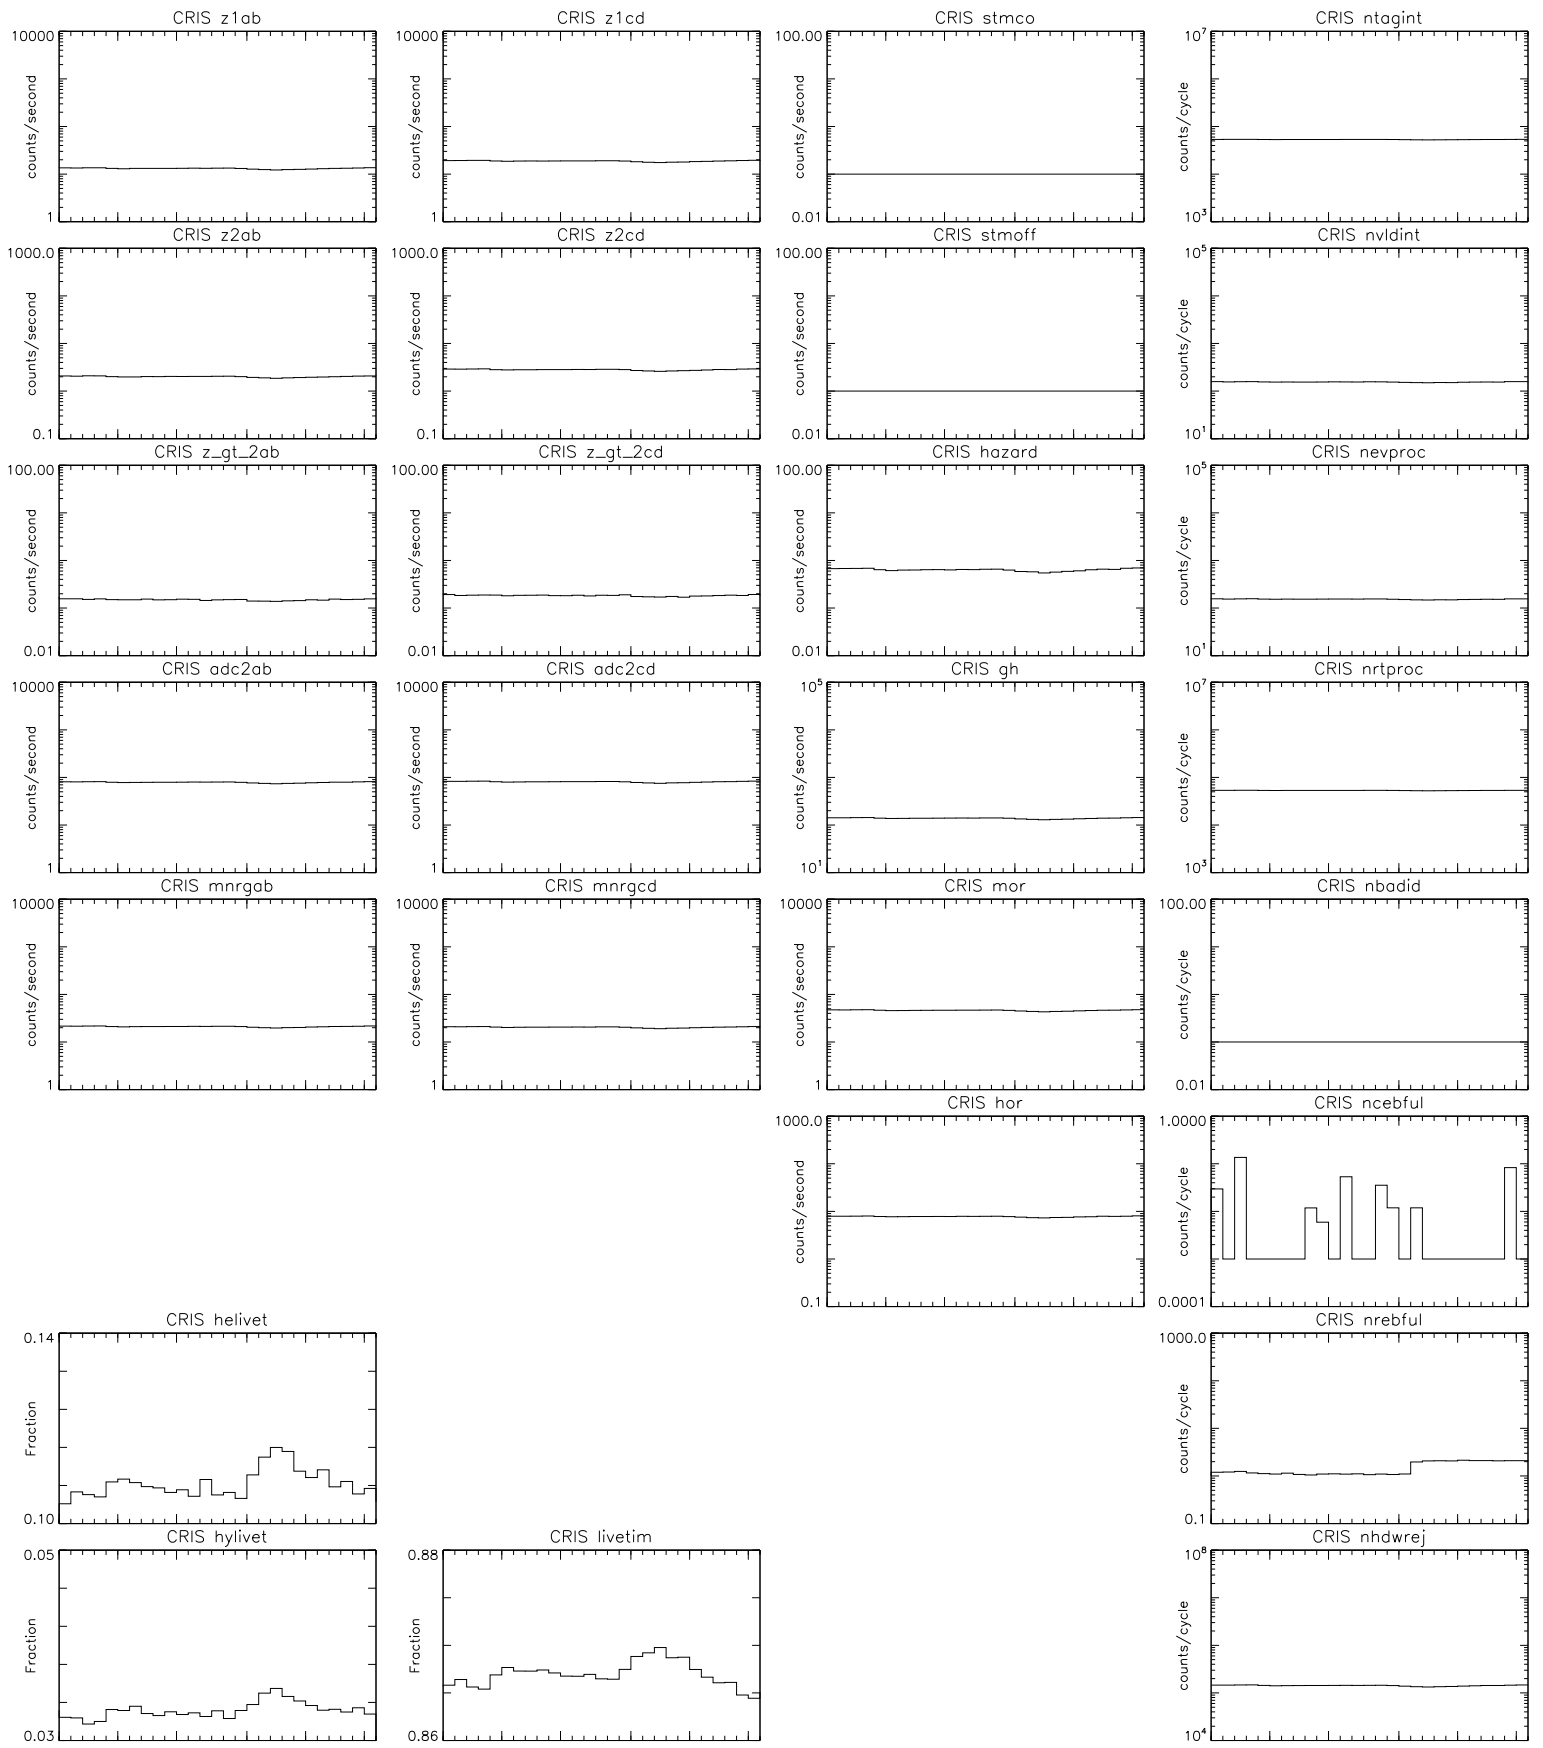 CRIS z1ab
10000
counts/second
1
CRIS z1cd
10000
counts/second
1
CRIS stmco
100.00
counts/second
0.01
CRIS ntagint
10^7
counts/cycle
10^3
CRIS z2ab
1000.0
counts/second
0.1
CRIS z2cd
1000.0
counts/second
0.1
CRIS stmoff
100.00
counts/second
0.01
CRIS nvldint
10^5
counts/cycle
10^1
CRIS z_gt_2ab
100.00
counts/second
0.01
CRIS z_gt_2cd
100.00
counts/second
0.01
CRIS hazard
100.00
counts/second
0.01
CRIS nevproc
10^5
counts/cycle
10^1
CRIS adc2ab
10000
counts/second
1
CRIS adc2cd
10000
counts/second
1
CRIS gh
10^5
counts/second
10^1
CRIS nrtproc
10^7
counts/cycle
10^3
CRIS mnrgab
10000
counts/second
1
CRIS mnrgcd
10000
counts/second
1
CRIS mor
10000
counts/second
1
CRIS nbadid
100.00
counts/cycle
0.01
CRIS hor
1000.0
counts/second
0.1
CRIS ncebful
1.0000
counts/cycle
0.0001
CRIS helivet
0.14
Fraction
0.10
CRIS nrebful
1000.0
counts/cycle
0.1
CRIS hylivet
0.05
Fraction
0.03
CRIS livetim
0.88
Fraction
0.86
CRIS nhdwrej
10^8
counts/cycle
10^4